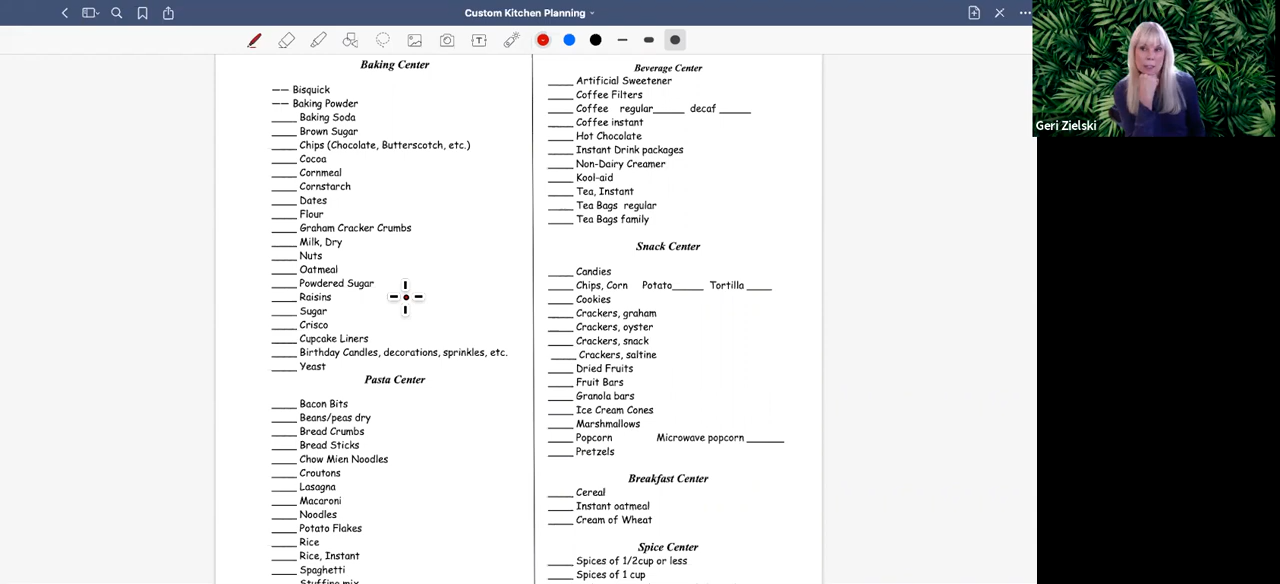 Custom Kitchen Planning
Geri Zielski
Baking Center
—— Bisquick
—— Baking Powder
_____ Baking Soda
_____ Brown Sugar
_____ Chips (Chocolate, Butterscotch, etc.)
_____ Cocoa
_____ Cornmeal
_____ Cornstarch
_____ Dates
_____ Flour
_____ Graham Cracker Crumbs
_____ Milk, Dry
_____ Nuts
_____ Oatmeal
_____ Powdered Sugar
_____ Raisins
_____ Sugar
_____ Crisco
_____ Cupcake Liners
_____ Birthday Candles, decorations, sprinkles, etc.
_____ Yeast
Pasta Center
_____ Bacon Bits
_____ Beans/peas dry
_____ Bread Crumbs
_____ Bread Sticks
_____ Chow Mien Noodles
_____ Croutons
_____ Lasagna
_____ Macaroni
_____ Noodles
_____ Potato Flakes
_____ Rice
_____ Rice, Instant
_____ Spaghetti
_____ Stuffing mix
Beverage Center
_____ Artificial Sweetener
_____ Coffee Filters
_____ Coffee regular______ decaf ______
_____ Coffee instant
_____ Hot Chocolate
_____ Instant Drink packages
_____ Non-Dairy Creamer
_____ Kool-aid
_____ Tea, Instant
_____ Tea Bags regular
_____ Tea Bags family
Snack Center
_____ Candies
_____ Chips, Corn Potato______ Tortilla _____
_____ Cookies
_____ Crackers, graham
_____ Crackers, oyster
_____ Crackers, snack
_____ Crackers, saltine
_____ Dried Fruits
_____ Fruit Bars
_____ Granola bars
_____ Ice Cream Cones
_____ Marshmallows
_____ Popcorn Microwave popcorn _______
_____ Pretzels
Breakfast Center
_____ Cereal
_____ Instant oatmeal
_____ Cream of Wheat
Spice Center
_____ Spices of 1/2cup or less
_____ Spices of 1 cup